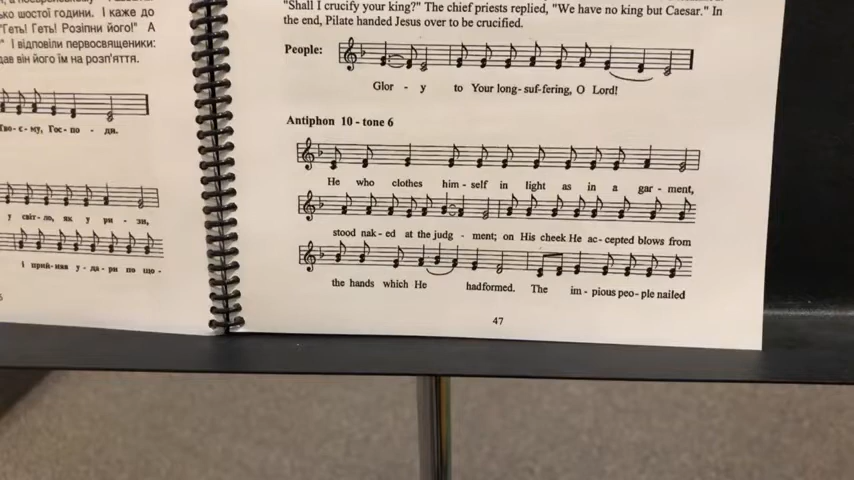 ько шостої години. І каже до
"Геть! Геть! Розіпни його!" А
" І відповіли первосвященики:
дав він його їм на розп'яття.
Тво-є-му, Гос-по - ди.
у світ-ло, як у ри - зи,
І прий-няв у-да-ри по що-
"Shall I crucify your king?" The chief priests replied, "We have no king but Caesar." In
the end, Pilate handed Jesus over to be crucified.
People:
Glor - y to Your long-suf-fering, O Lord!
Antiphon 10 - tone 6
He who clothes him-self in light as in a gar-ment,
stood nak-ed at the judg - ment; on His cheek He ac-cepted blows from
the hands which He hadformed. The im-pious peo-ple nailed
47